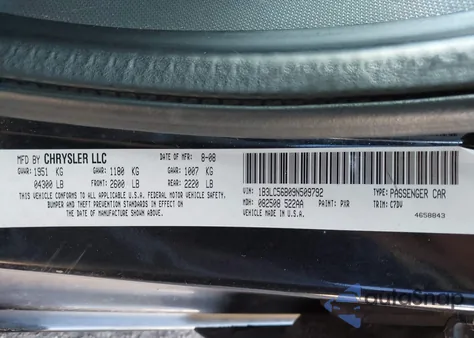 MFD BY CHRYSLER LLC DATE OF MFR: 8-08
GVWR: 1951 KG GAWR: 1180 KG GAWR: 1007 KG
04300 LB FRONT: 2600 LB REAR: 2220 LB
THIS VEHICLE CONFORMS TO ALL APPLICABLE U.S.A. FEDERAL MOTOR VEHICLE SAFETY,
BUMPER AND THEFT PREVENTION STANDARDS IN EFFECT ON
THE DATE OF MANUFACTURE SHOWN ABOVE.
VIN: 1B3LC56B09N509792 TYPE: PASSENGER CAR
MDH: 082508 522AA PAINT: PXR TRIM: C7DV
4658843
autosnap